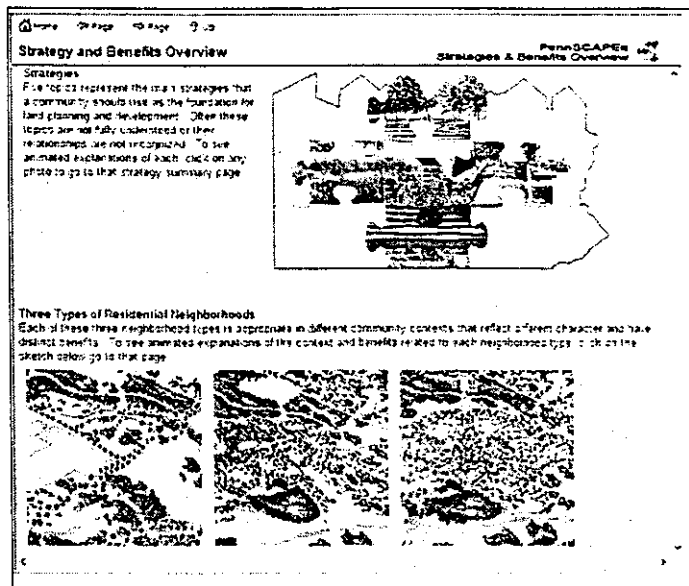 Home Page Page Up
Strategy and Benefits Overview
PennSCAPEs
Strategies & Benefits Overview
Strategies
Five topics represent the main strategies that
a community should use as the foundation for
land planning and development. Often these
topics are not fully understood or their
relationships are not recognized. To see
animated explanations of each, click on any
photo to go to that strategy summary page
Three Types of Residential Neighborhoods
Each of these three neighborhood types is appropriate in different community contexts that reflect different character and have
distinct benefits. To see animated explanations of the context and benefits related to each neighborhood type, click on the
sketch below go to that page